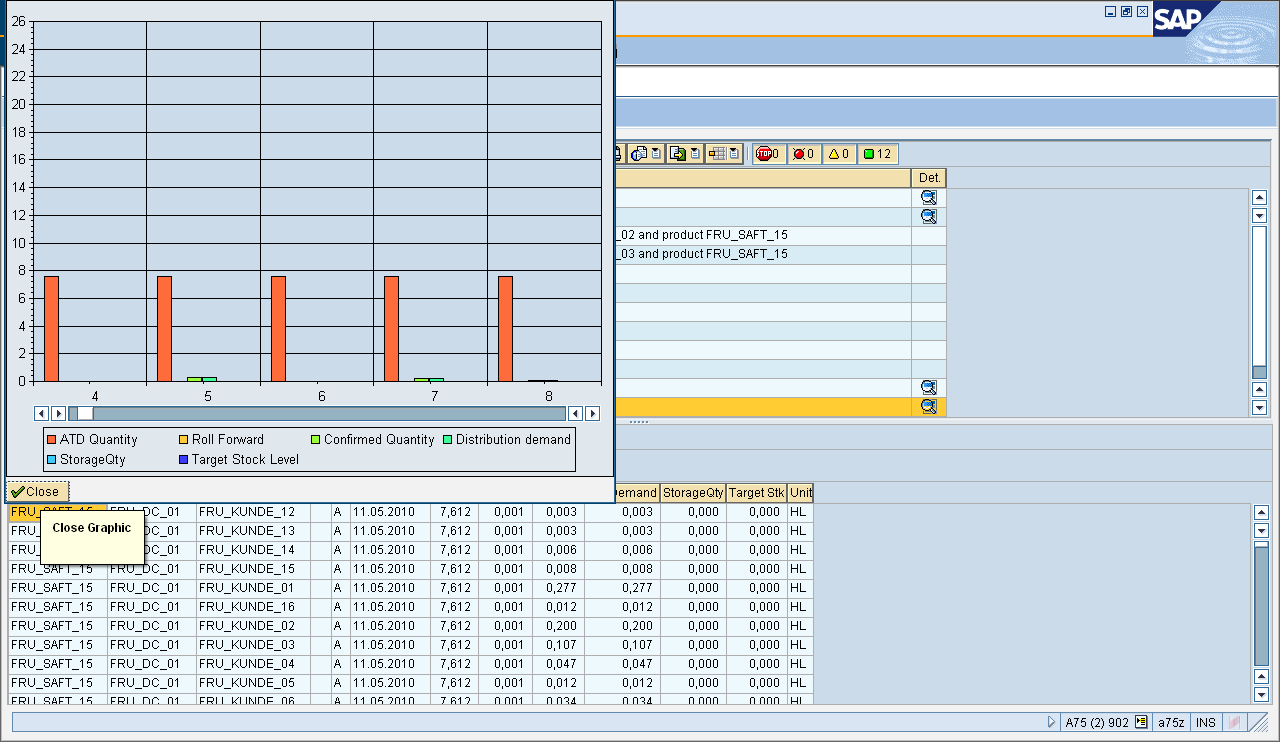 SAP
26
24
22
20
18
16
14
12
10
8
6
4
2
0
4 5 6 7 8
ATD Quantity Roll Forward Confirmed Quantity Distribution demand
StorageQty Target Stock Level
STOP 0 0 0 12
Det.
_02 and product FRU_SAFT_15
_03 and product FRU_SAFT_15
Close
Close Graphic
emand StorageQty Target Stk Unit
FRU_SAFT_15 FRU_DC_01 FRU_KUNDE_12 A 11.05.2010 7,612 0,001 0,003 0,003 0,000 0,000 HL
FRU_ DC_01 FRU_KUNDE_13 A 11.05.2010 7,612 0,001 0,003 0,003 0,000 0,000 HL
FRU_ DC_01 FRU_KUNDE_14 A 11.05.2010 7,612 0,001 0,006 0,006 0,000 0,000 HL
FRU_SAFT_15 FRU_DC_01 FRU_KUNDE_15 A 11.05.2010 7,612 0,001 0,008 0,008 0,000 0,000 HL
FRU_SAFT_15 FRU_DC_01 FRU_KUNDE_01 A 11.05.2010 7,612 0,001 0,277 0,277 0,000 0,000 HL
FRU_SAFT_15 FRU_DC_01 FRU_KUNDE_16 A 11.05.2010 7,612 0,001 0,012 0,012 0,000 0,000 HL
FRU_SAFT_15 FRU_DC_01 FRU_KUNDE_02 A 11.05.2010 7,612 0,001 0,200 0,200 0,000 0,000 HL
FRU_SAFT_15 FRU_DC_01 FRU_KUNDE_03 A 11.05.2010 7,612 0,001 0,107 0,107 0,000 0,000 HL
FRU_SAFT_15 FRU_DC_01 FRU_KUNDE_04 A 11.05.2010 7,612 0,001 0,047 0,047 0,000 0,000 HL
FRU_SAFT_15 FRU_DC_01 FRU_KUNDE_05 A 11.05.2010 7,612 0,001 0,012 0,012 0,000 0,000 HL
FRU_SAFT_15 FRU_DC_01 FRU_KUNDE_06 A 11.05.2010 7,612 0,001 0,034 0,034 0,000 0,000 HL
A75 (2) 902 a75z INS